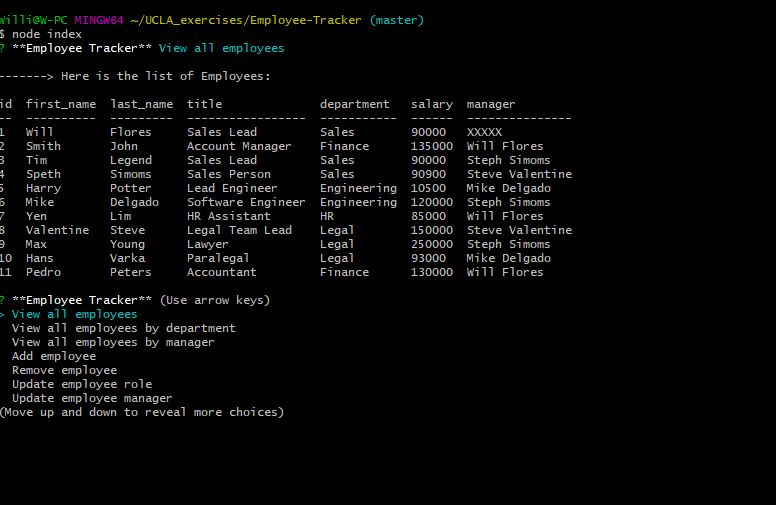 Willi@W-PC MINGW64 ~/UCLA_exercises/Employee-Tracker (master)
$ node index
? **Employee Tracker** View all employees
-------> Here is the list of Employees:
id  first_name  last_name  title              department   salary  manager
--  ----------  ---------  -----------------  -----------  ------  ---------------
1   Will        Flores     Sales Lead         Sales        90000   XXXXX
2   Smith       John       Account Manager    Finance      135000  Will Flores
3   Tim         Legend     Sales Lead         Sales        90000   Steph Simoms
4   Speth       Simoms     Sales Person       Sales        90900   Steve Valentine
5   Harry       Potter     Lead Engineer      Engineering  10500   Mike Delgado
6   Mike        Delgado    Software Engineer  Engineering  120000  Steph Simoms
7   Yen         Lim        HR Assistant       HR           85000   Will Flores
8   Valentine   Steve      Legal Team Lead    Legal        150000  Steve Valentine
9   Max         Young      Lawyer             Legal        250000  Steph Simoms
10  Hans        Varka      Paralegal          Legal        93000   Mike Delgado
11  Pedro       Peters     Accountant         Finance      130000  Will Flores
? **Employee Tracker** (Use arrow keys)
> View all employees
  View all employees by department
  View all employees by manager
  Add employee
  Remove employee
  Update employee role
  Update employee manager
(Move up and down to reveal more choices)